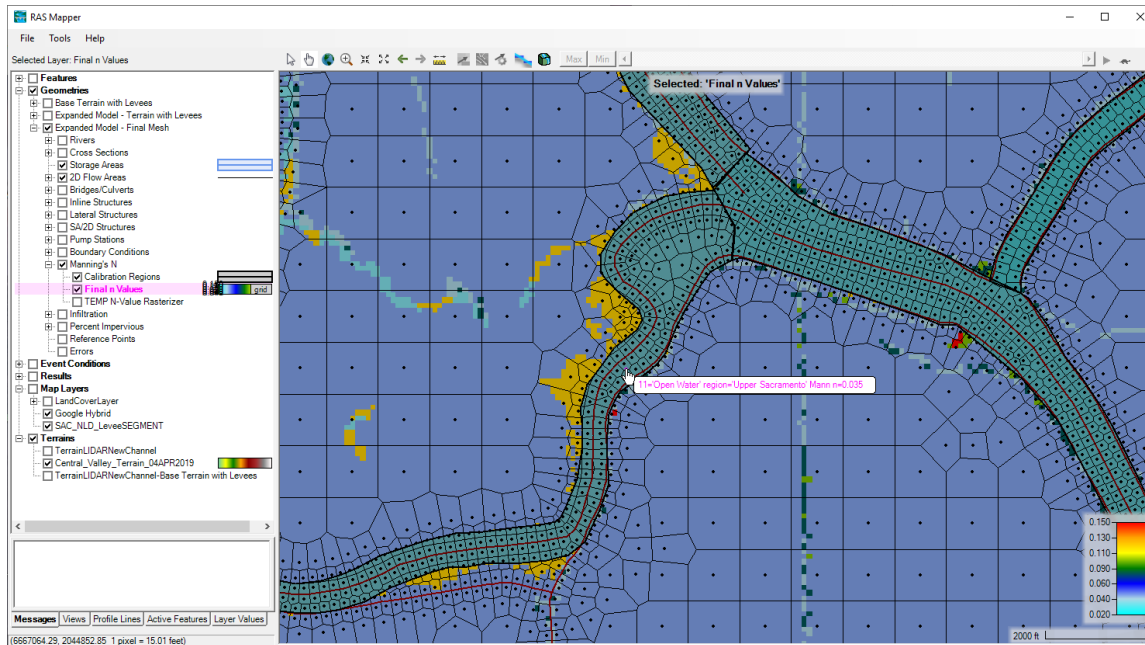 RAS Mapper
File Tools Help
Selected Layer: Final n Values
Max Min
Selected: 'Final n Values'
Features
Geometries
Base Terrain with Levees
Expanded Model - Terrain with Levees
Expanded Model - Final Mesh
Rivers
Cross Sections
Storage Areas
2D Flow Areas
Bridges/Culverts
Inline Structures
Lateral Structures
SA/2D Structures
Pump Stations
Boundary Conditions
Manning's N
Calibration Regions
Final n Values
grid
TEMP N-Value Rasterizer
Infiltration
Percent Impervious
Reference Points
Errors
Event Conditions
Results
Map Layers
LandCoverLayer
Google Hybrid
SAC_NLD_LeveeSEGMENT
Terrains
TerrainLIDARNewChannel
Central_Valley_Terrain_04APR2019
TerrainLIDARNewChannel-Base Terrain with Levees
11='Open Water' region='Upper Sacramento' Mann n=0.035
0.150
0.130
0.110
0.090
0.060
0.040
0.020
2000 ft
Messages Views Profile Lines Active Features Layer Values
(6667064.29, 2044852.85 1 pixel = 15.01 feet)